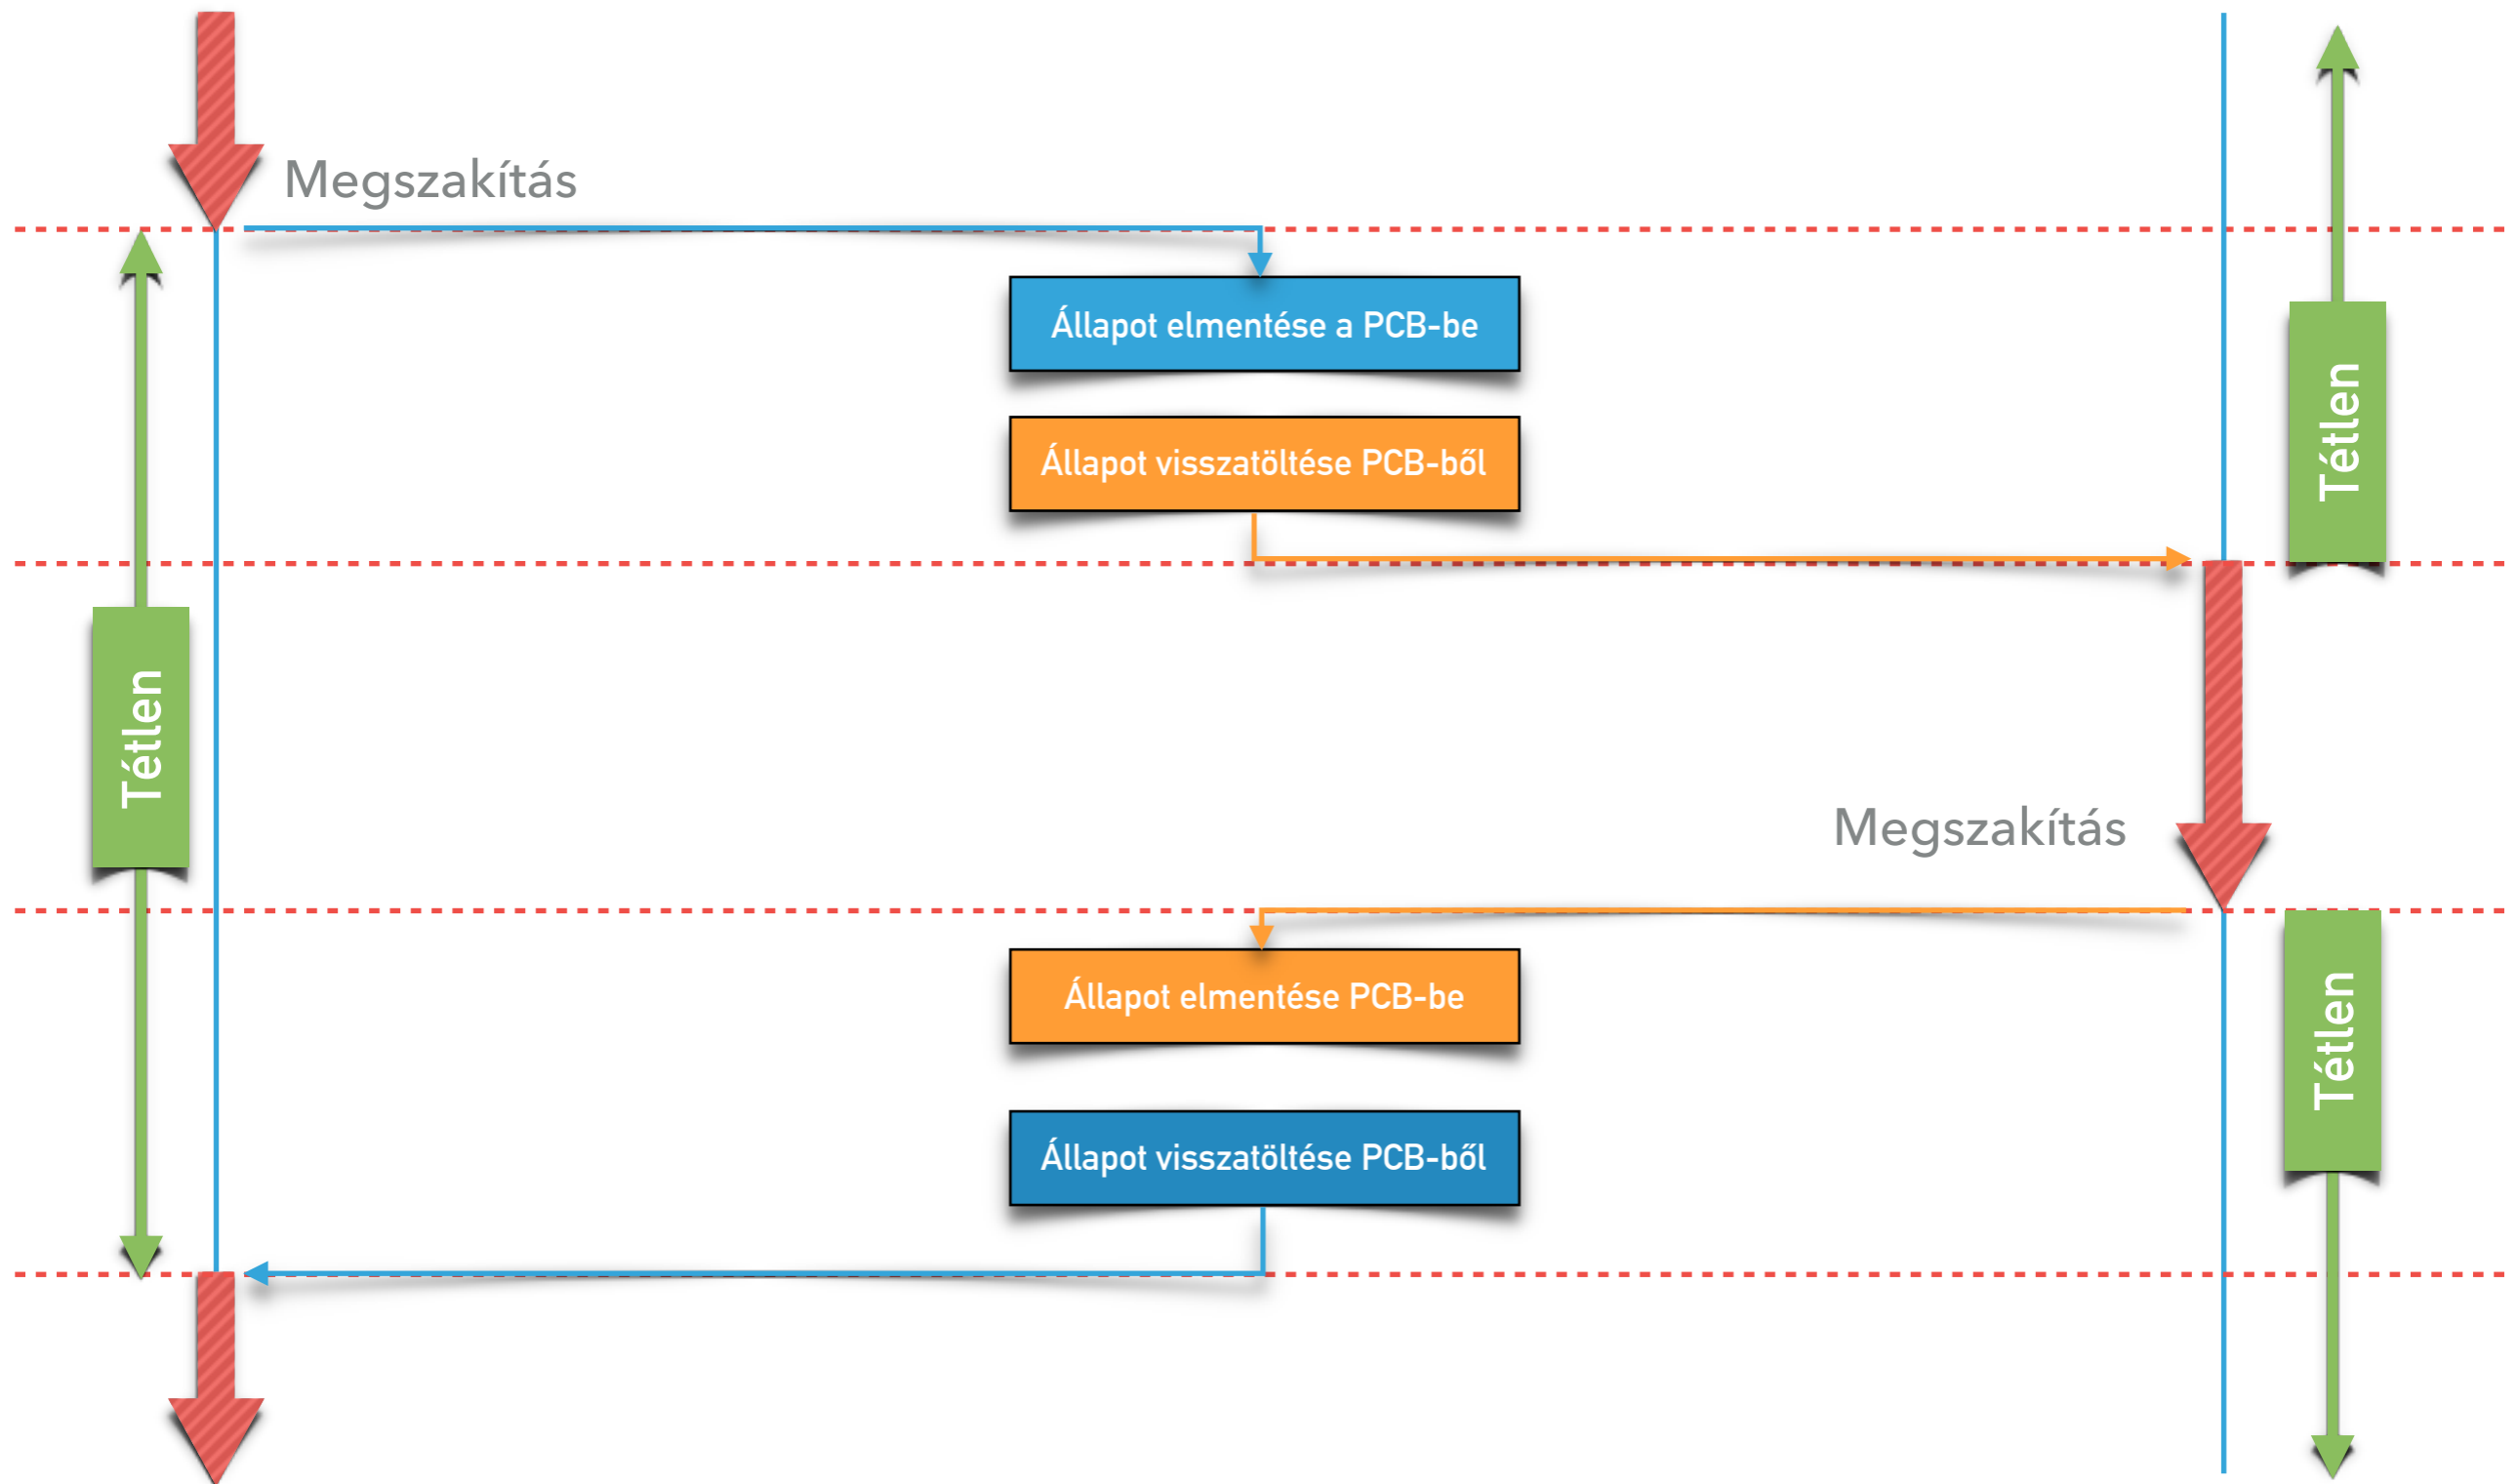 Megszakítás
Állapot elmentése a PCB-be
Tétlen
Állapot visszatöltése PCB-ből
Tétlen
Megszakítás
Állapot elmentése PCB-be
Tétlen
Állapot visszatöltése PCB-ből